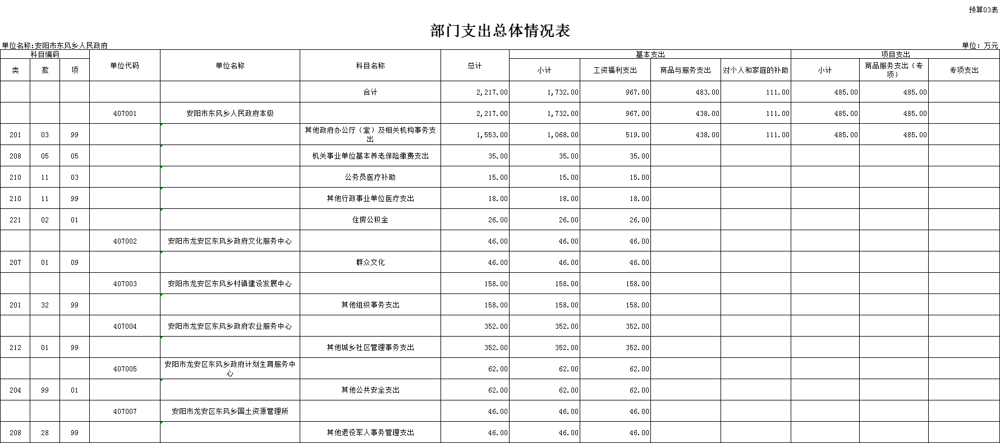 预算03表
部门支出总体情况表
单位名称:安阳市东风乡人民政府 单位: 万元
科目编码 单位代码 单位名称 科目名称 总计 基本支出 项目支出
类 款 项 小计 工资福利支出 商品与服务支出 对个人和家庭的补助 小计 商品服务支出（专 专项支出
项）
合计 2,217.00 1,732.00 967.00 483.00 111.00 485.00 485.00
407001 安阳市东风乡人民政府本级 2,217.00 1,732.00 967.00 438.00 111.00 485.00 485.00
201 03 99 其他政府办公厅（室）及相关机构事务支 1,553.00 1,068.00 519.00 438.00 111.00 485.00 485.00
出
208 05 05 机关事业单位基本养老保险缴费支出 35.00 35.00 35.00
210 11 03 公务员医疗补助 15.00 15.00 15.00
210 11 99 其他行政事业单位医疗支出 18.00 18.00 18.00
221 02 01 住房公积金 26.00 26.00 26.00
407002 安阳市龙安区东风乡政府文化服务中心 46.00 46.00 46.00
207 01 09 群众文化 46.00 46.00 46.00
407003 安阳市龙安区东风乡村镇建设发展中心 158.00 158.00 158.00
201 32 99 其他组织事务支出 158.00 158.00 158.00
407004 安阳市龙安区东风乡政府农业服务中心 352.00 352.00 352.00
212 01 99 其他城乡社区管理事务支出 352.00 352.00 352.00
407005 安阳市龙安区东风乡政府计划生育服务中 62.00 62.00 62.00
心
204 99 01 其他公共安全支出 62.00 62.00 62.00
407007 安阳市龙安区东风乡国土资源管理所 46.00 46.00 46.00
208 28 99 其他退役军人事务管理支出 46.00 46.00 46.00